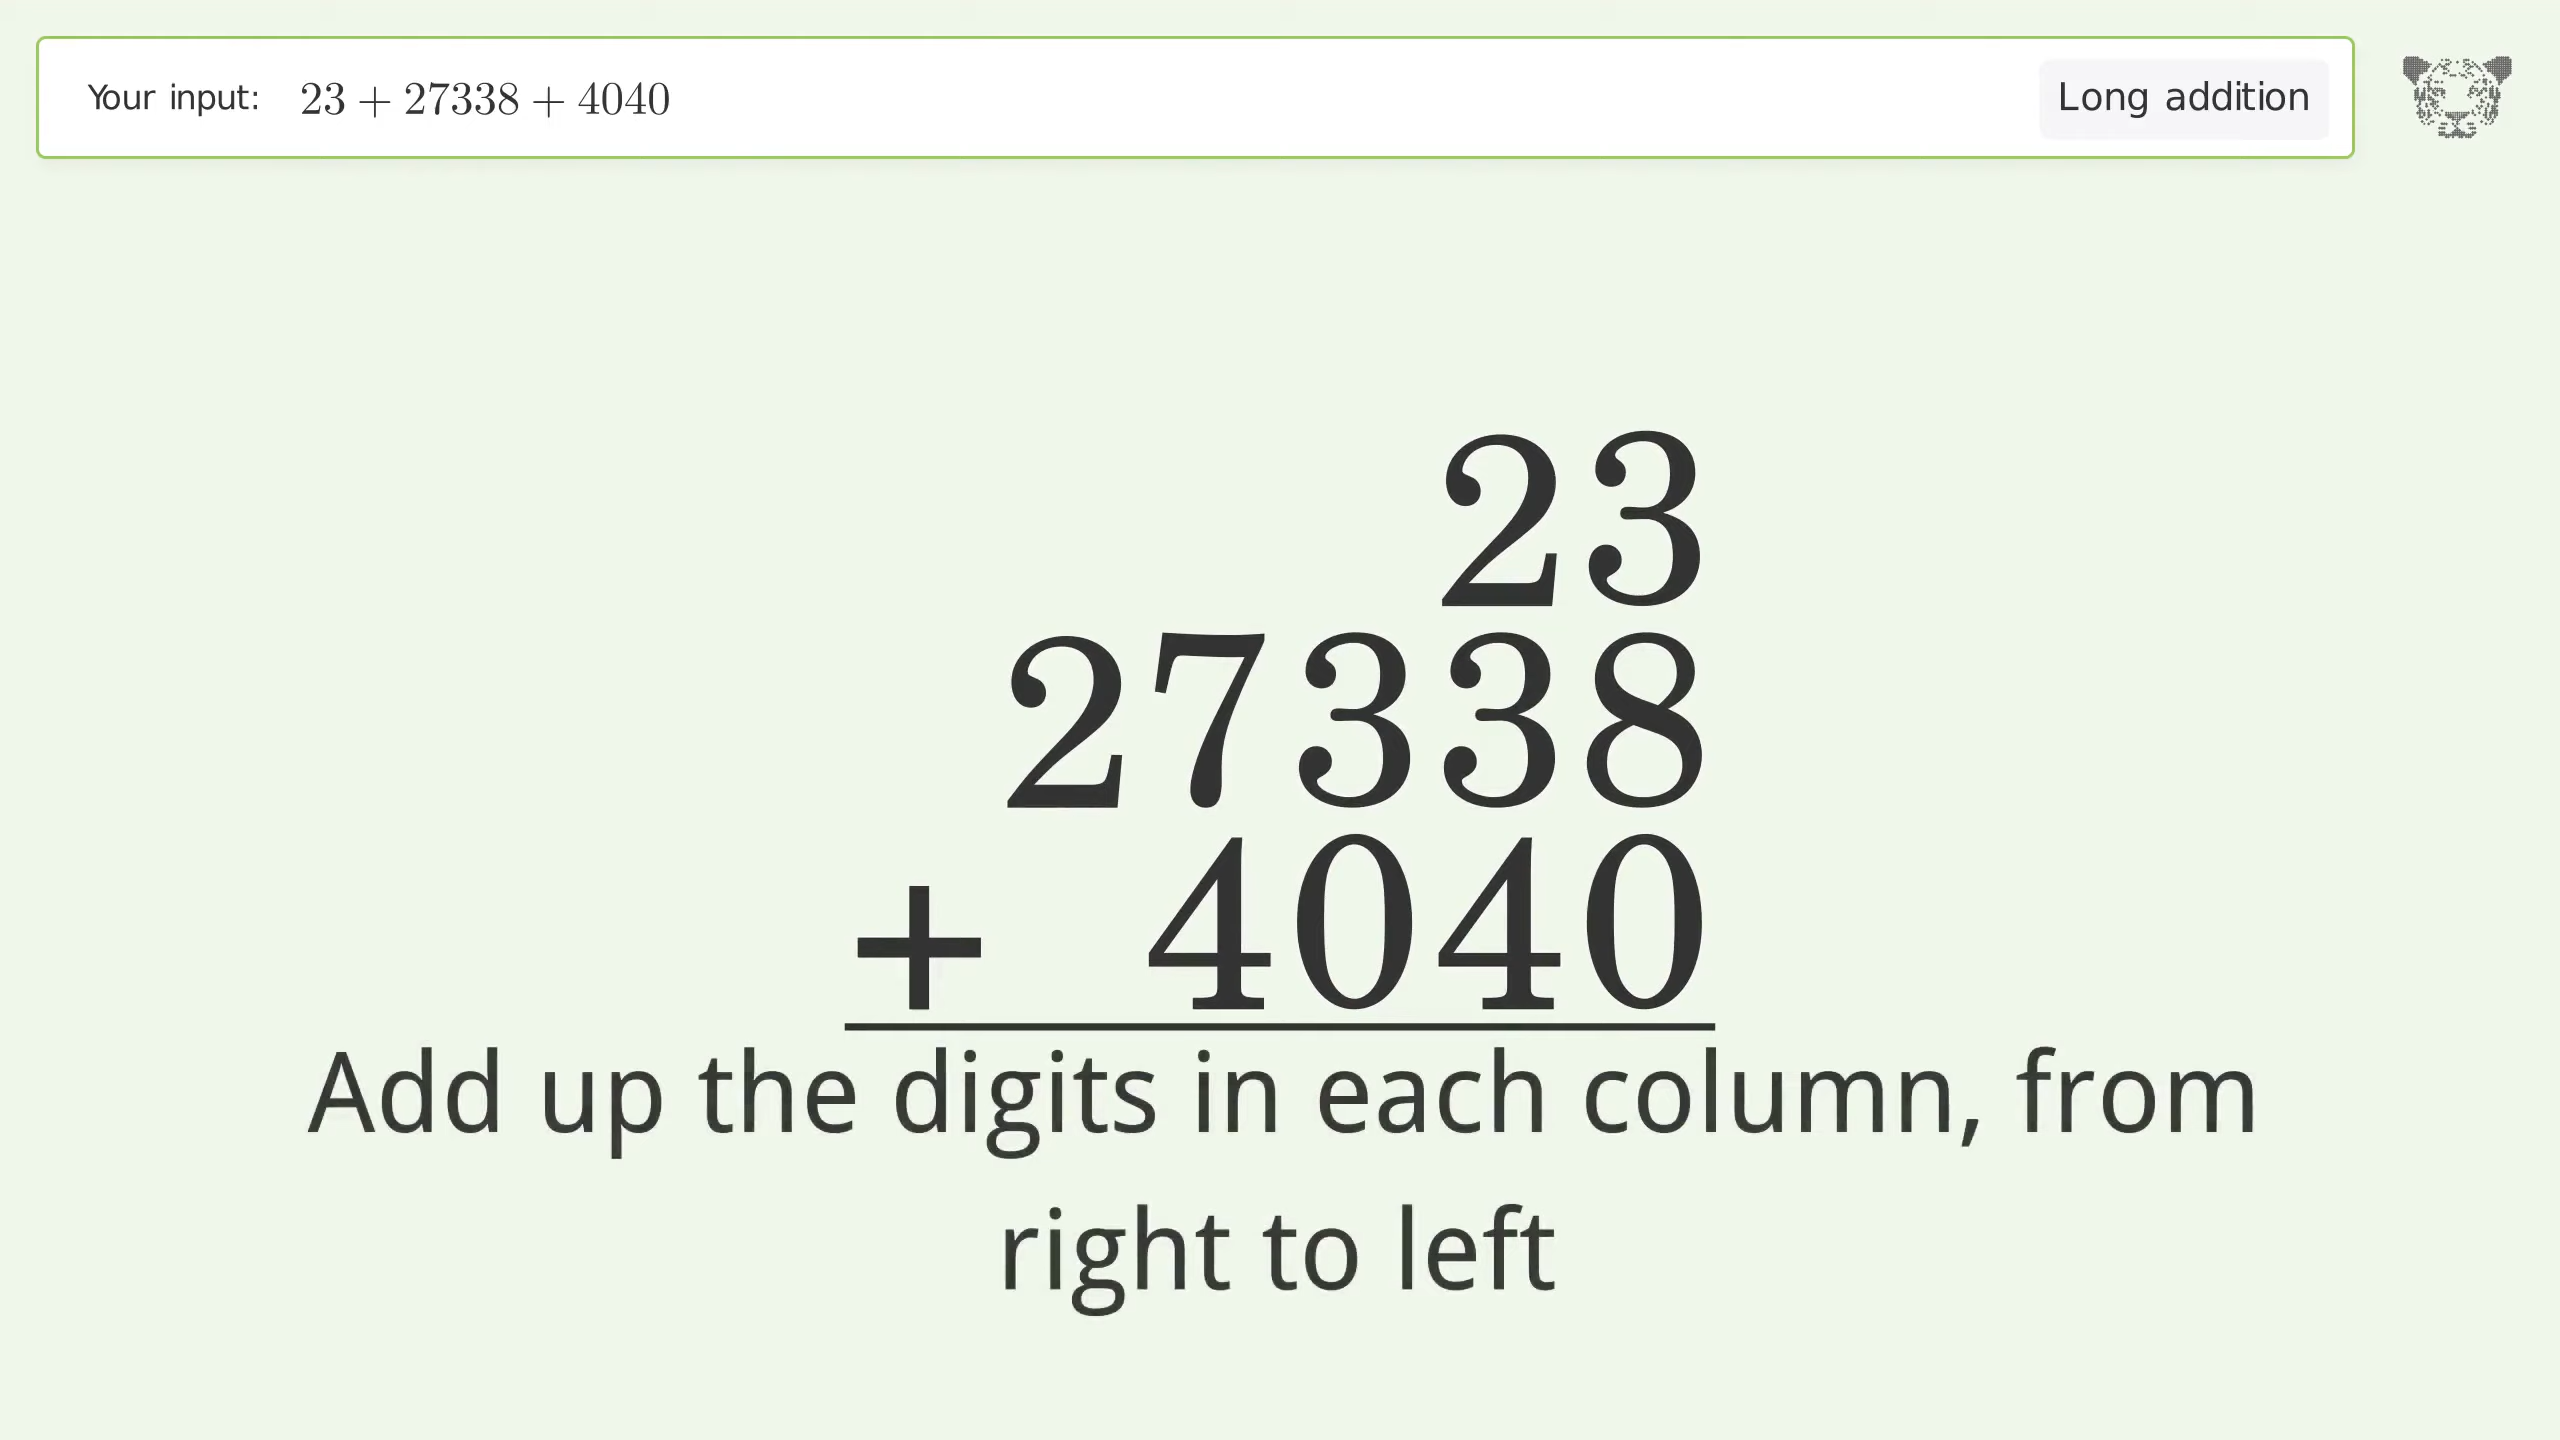 Your input: 23 + 27338 + 4040
Long addition
23
27338
+ 4040
Add up the digits in each column, from
right to left